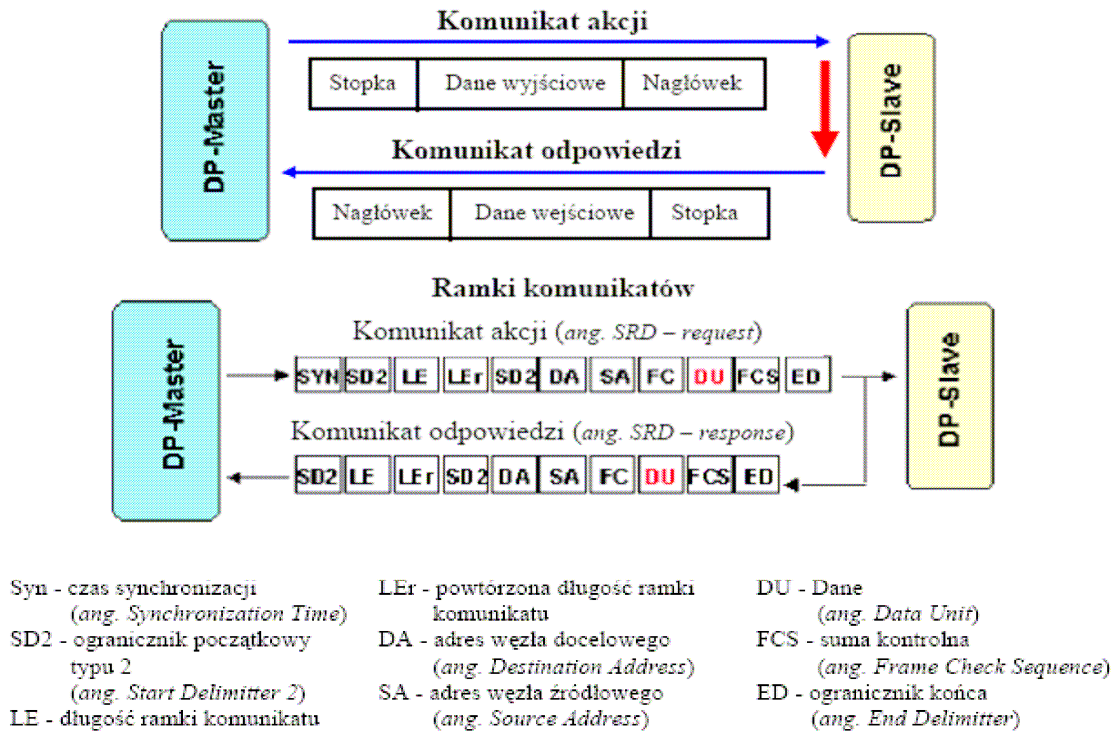 Komunikat akcji
DP-Master
Stopka Dane wyjściowe Nagłówek
DP-Slave
Komunikat odpowiedzi
Nagłówek Dane wejściowe Stopka
Ramki komunikatów
DP-Master
Komunikat akcji (ang. SRD – request)
SYN SD2 LE LEr SD2 DA SA FC DU FCS ED
DP-Slave
Komunikat odpowiedzi (ang. SRD – response)
SD2 LE LEr SD2 DA SA FC DU FCS ED
Syn - czas synchronizacji
(ang. Synchronization Time)
SD2 - ogranicznik początkowy
typu 2
(ang. Start Delimitter 2)
LE - długość ramki komunikatu
LEr - powtórzona długość ramki
komunikatu
DA - adres węzła docelowego
(ang. Destination Address)
SA - adres węzła źródłowego
(ang. Source Address)
DU - Dane
(ang. Data Unit)
FCS - suma kontrolna
(ang. Frame Check Sequence)
ED - ogranicznik końca
(ang. End Delimitter)